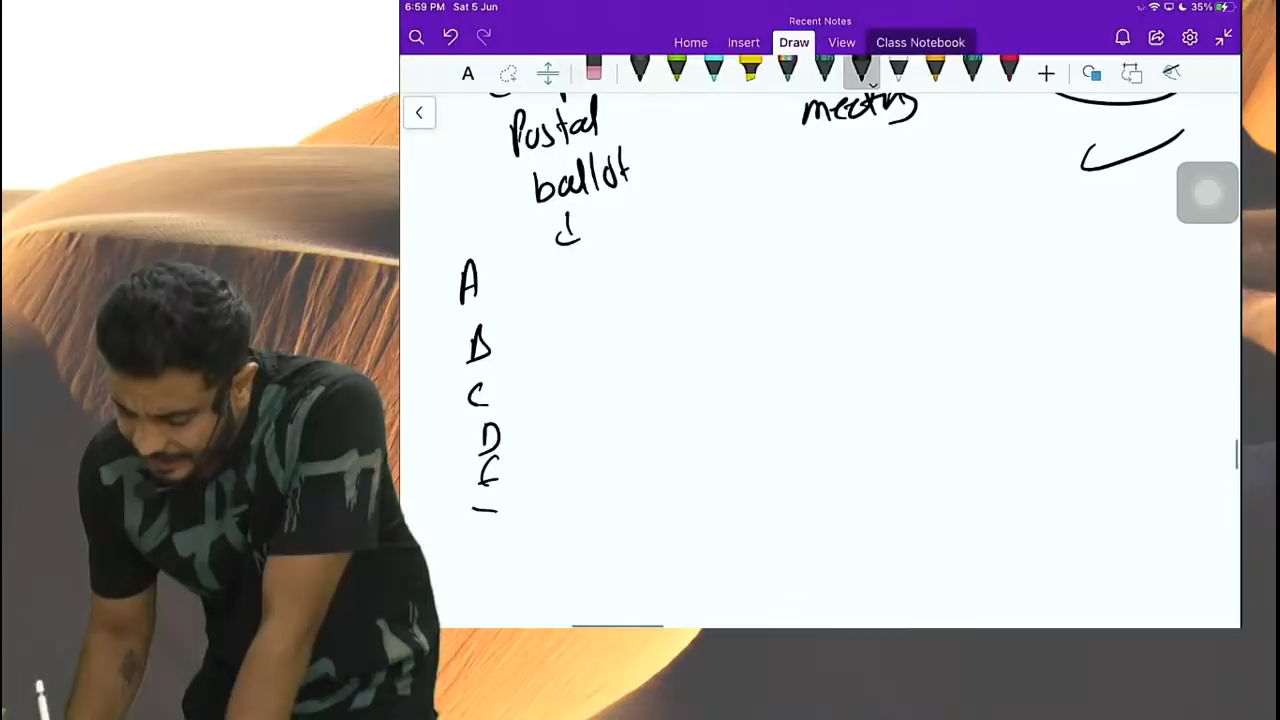 6:59 PM Sat 5 Jun
35%
Recent Notes
Home Insert Draw View Class Notebook
A
meeting
Postal
ballot
A
B
C
D
E